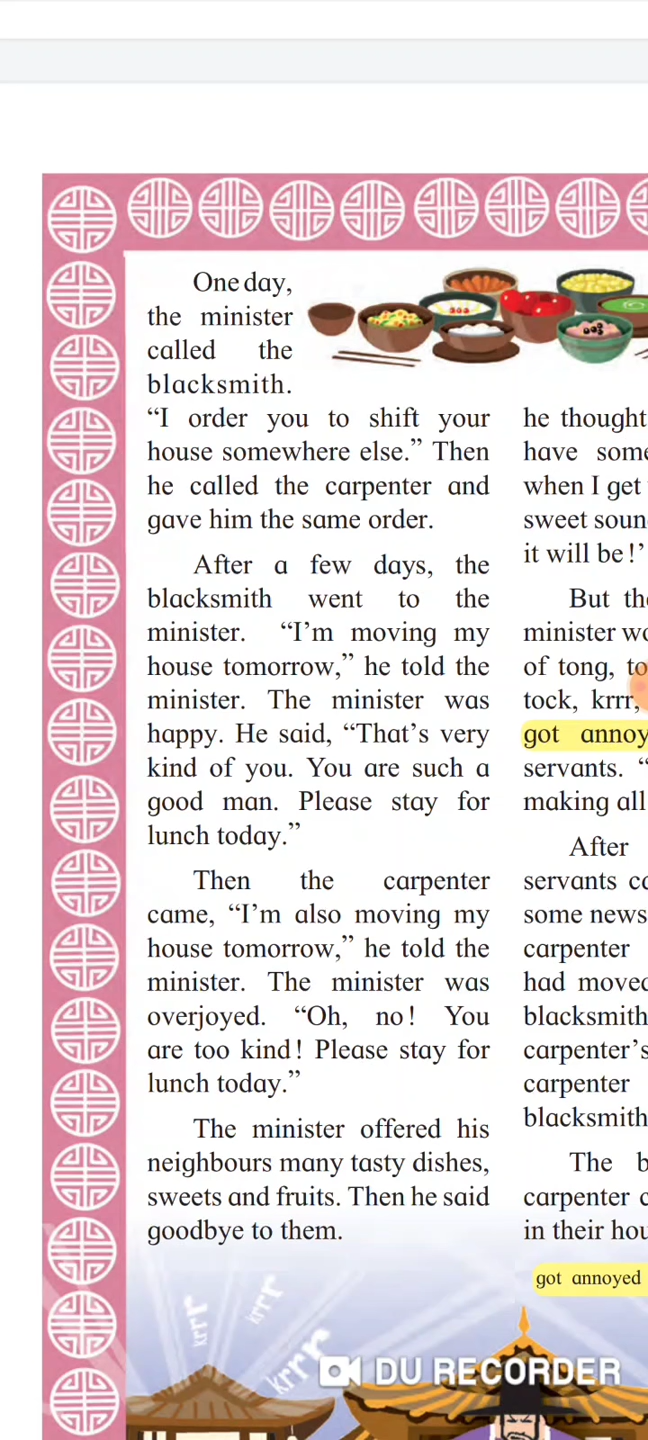 One day,
the minister
called the
blacksmith.
“I order you to shift your
house somewhere else.” Then
he called the carpenter and
gave him the same order.
After a few days, the
blacksmith went to the
minister. “I’m moving my
house tomorrow,” he told the
minister. The minister was
happy. He said, “That’s very
kind of you. You are such a
good man. Please stay for
lunch today.”
Then the carpenter
came, “I’m also moving my
house tomorrow,” he told the
minister. The minister was
overjoyed. “Oh, no! You
are too kind! Please stay for
lunch today.”
The minister offered his
neighbours many tasty dishes,
sweets and fruits. Then he said
goodbye to them.
he thought
have
when I get
sweet
it will be!’
But
minister
of tong,
tock, krrr,
got
servants. “
making all
After
servants
some news
carpenter
had moved
blacksmith
carpenter’s
carpenter
blacksmith
The
carpenter
in their
got annoyed
krrr
krrr
krrr
DU RECORDER